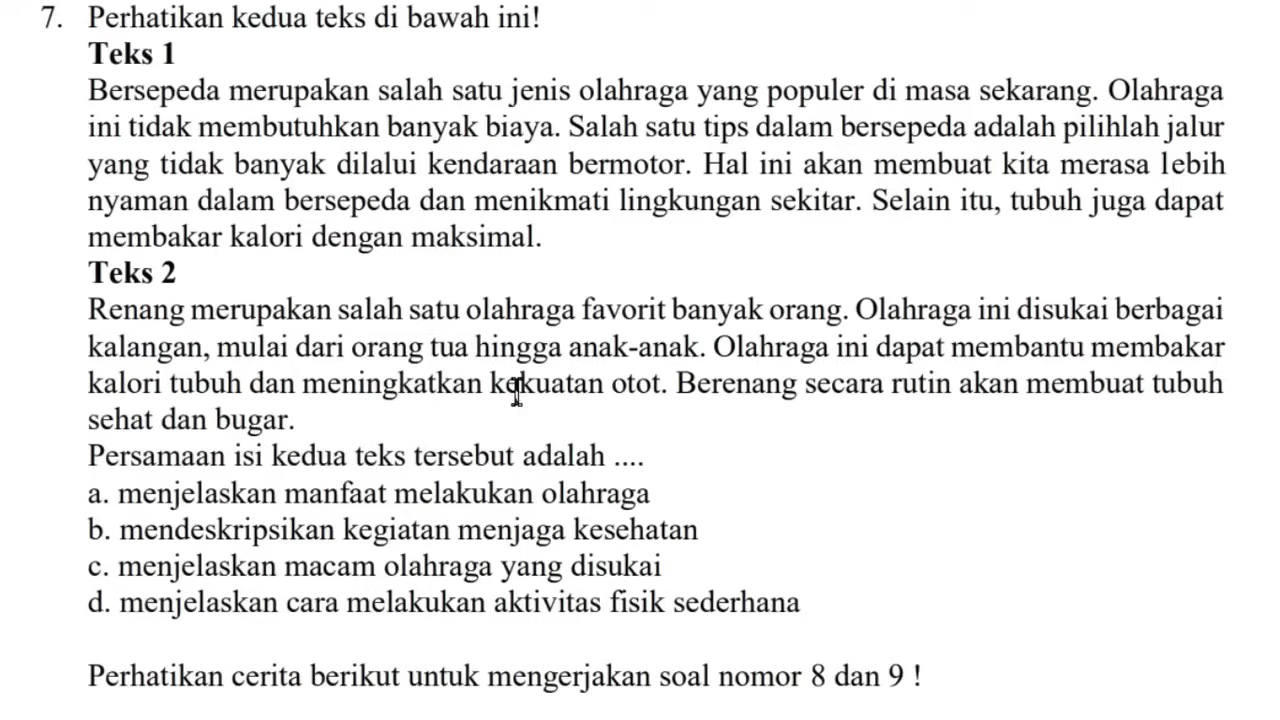 7. Perhatikan kedua teks di bawah ini!
Teks 1
Bersepeda merupakan salah satu jenis olahraga yang populer di masa sekarang. Olahraga
ini tidak membutuhkan banyak biaya. Salah satu tips dalam bersepeda adalah pilihlah jalur
yang tidak banyak dilalui kendaraan bermotor. Hal ini akan membuat kita merasa lebih
nyaman dalam bersepeda dan menikmati lingkungan sekitar. Selain itu, tubuh juga dapat
membakar kalori dengan maksimal.
Teks 2
Renang merupakan salah satu olahraga favorit banyak orang. Olahraga ini disukai berbagai
kalangan, mulai dari orang tua hingga anak-anak. Olahraga ini dapat membantu membakar
kalori tubuh dan meningkatkan kekuatan otot. Berenang secara rutin akan membuat tubuh
sehat dan bugar.
Persamaan isi kedua teks tersebut adalah ....
a. menjelaskan manfaat melakukan olahraga
b. mendeskripsikan kegiatan menjaga kesehatan
c. menjelaskan macam olahraga yang disukai
d. menjelaskan cara melakukan aktivitas fisik sederhana
Perhatikan cerita berikut untuk mengerjakan soal nomor 8 dan 9 !